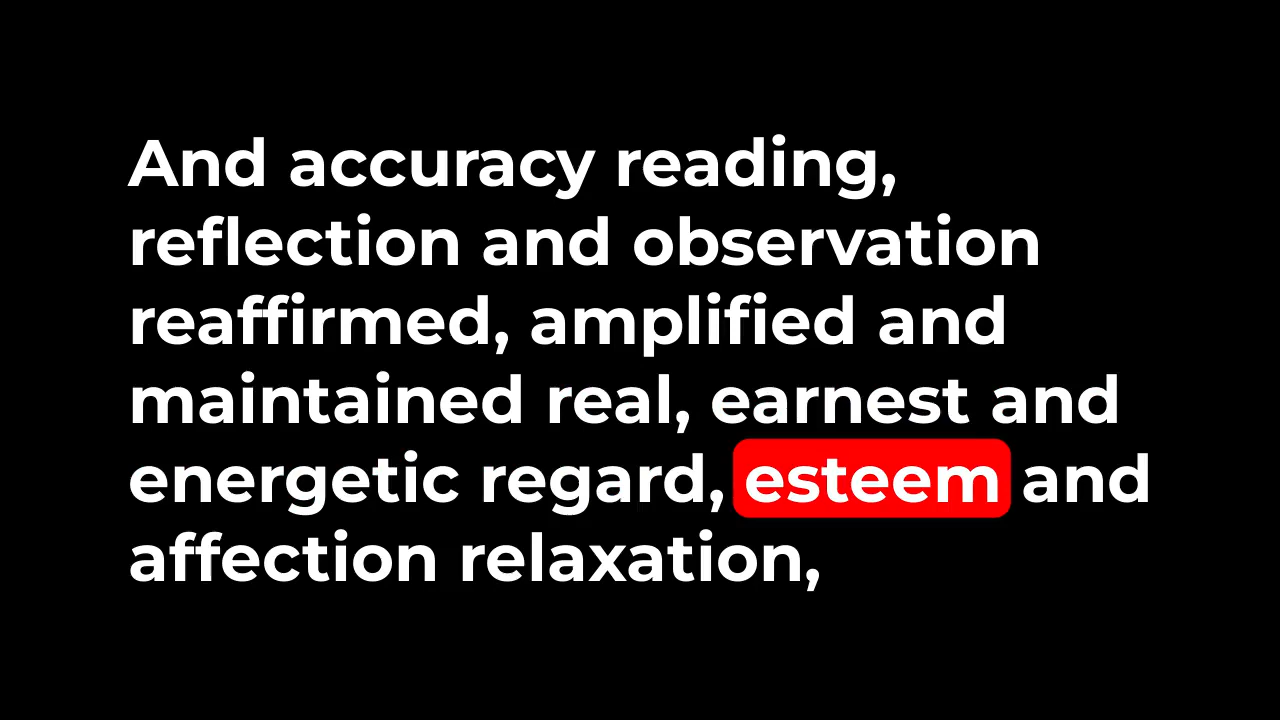 And accuracy reading,
reflection and observation
reaffirmed, amplified and
maintained real, earnest and
energetic regard, esteem and
affection relaxation,